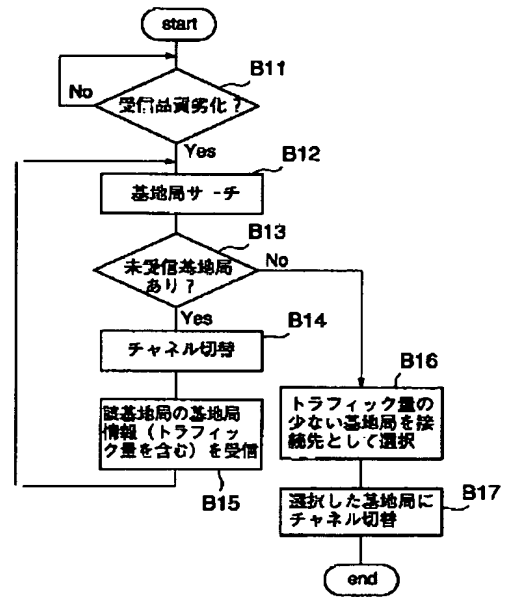 start
B11
受信品質劣化？
No
Yes
B12
基地局サーチ
B13
未受信基地局
あり？
No
Yes
B14
チャネル切替
B16
トラフィック量の
少ない基地局を接
続先として選択
該基地局の基地局
情報（トラフィッ
ク量を含む）を受信
B15
B17
選択した基地局に
チャネル切替
end